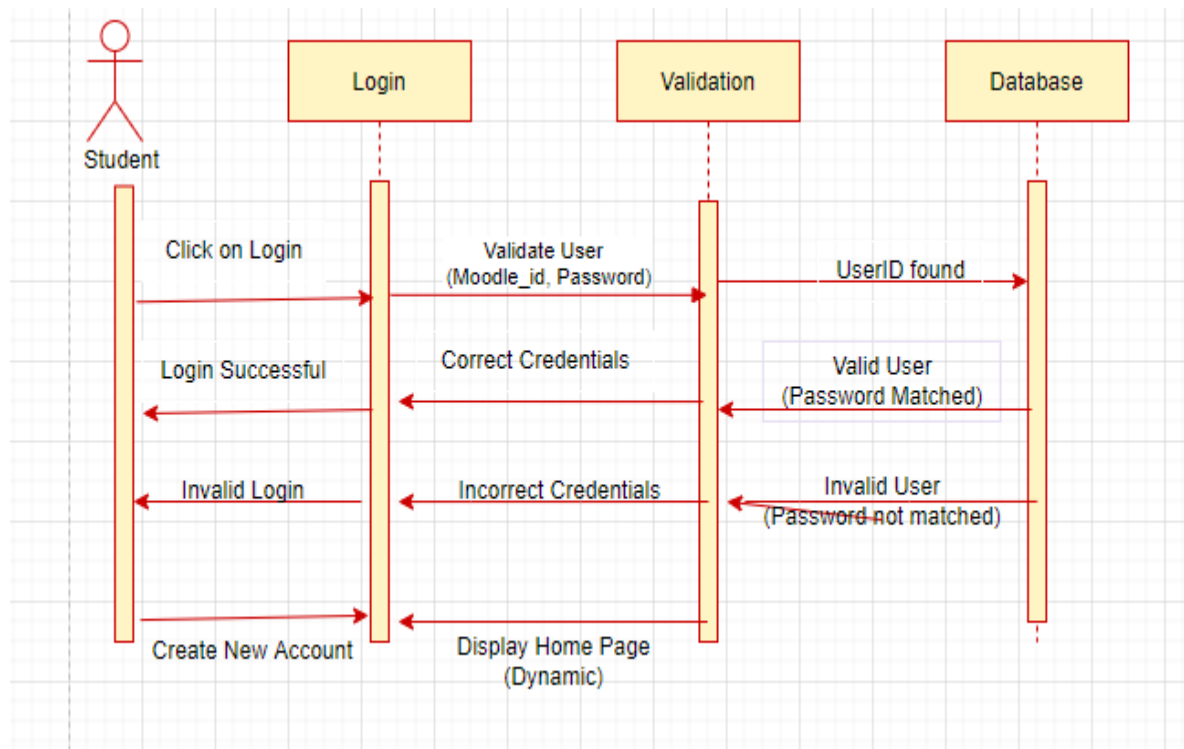 Login
Validation
Database
Student
Click on Login
Validate User
(Moodle_id, Password)
UserID found
Login Successful
Correct Credentials
Valid User
(Password Matched)
Invalid Login
Incorrect Credentials
Invalid User
(Password not matched)
Create New Account
Display Home Page
(Dynamic)